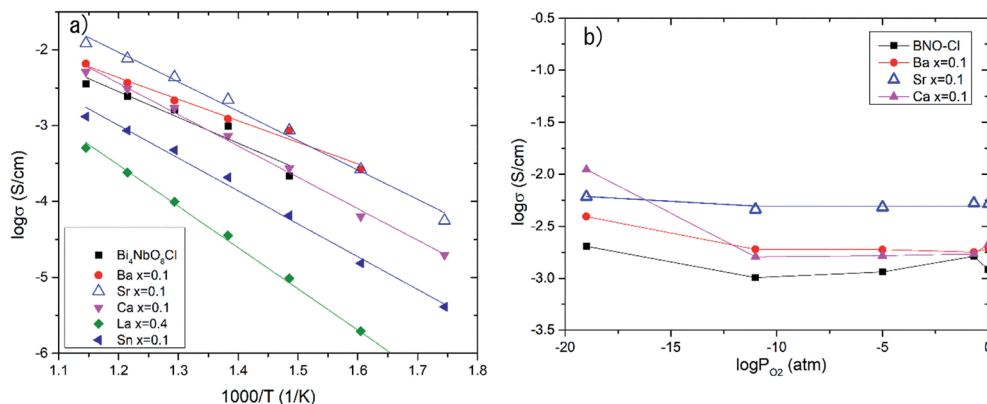 a)
-2
-3
-4
-5
-6
logσ (S/cm)
Bi₄NbO₈Cl
Ba x=0.1
Sr x=0.1
Ca x=0.1
La x=0.4
Sn x=0.1
1.1 1.2 1.3 1.4 1.5 1.6 1.7 1.8
1000/T (1/K)
b)
-0.5
-1.0
-1.5
-2.0
-2.5
-3.0
-3.5
logσ (S/cm)
BNO-Cl
Ba x=0.1
Sr x=0.1
Ca x=0.1
-20 -15 -10 -5 0
logP_O2 (atm)